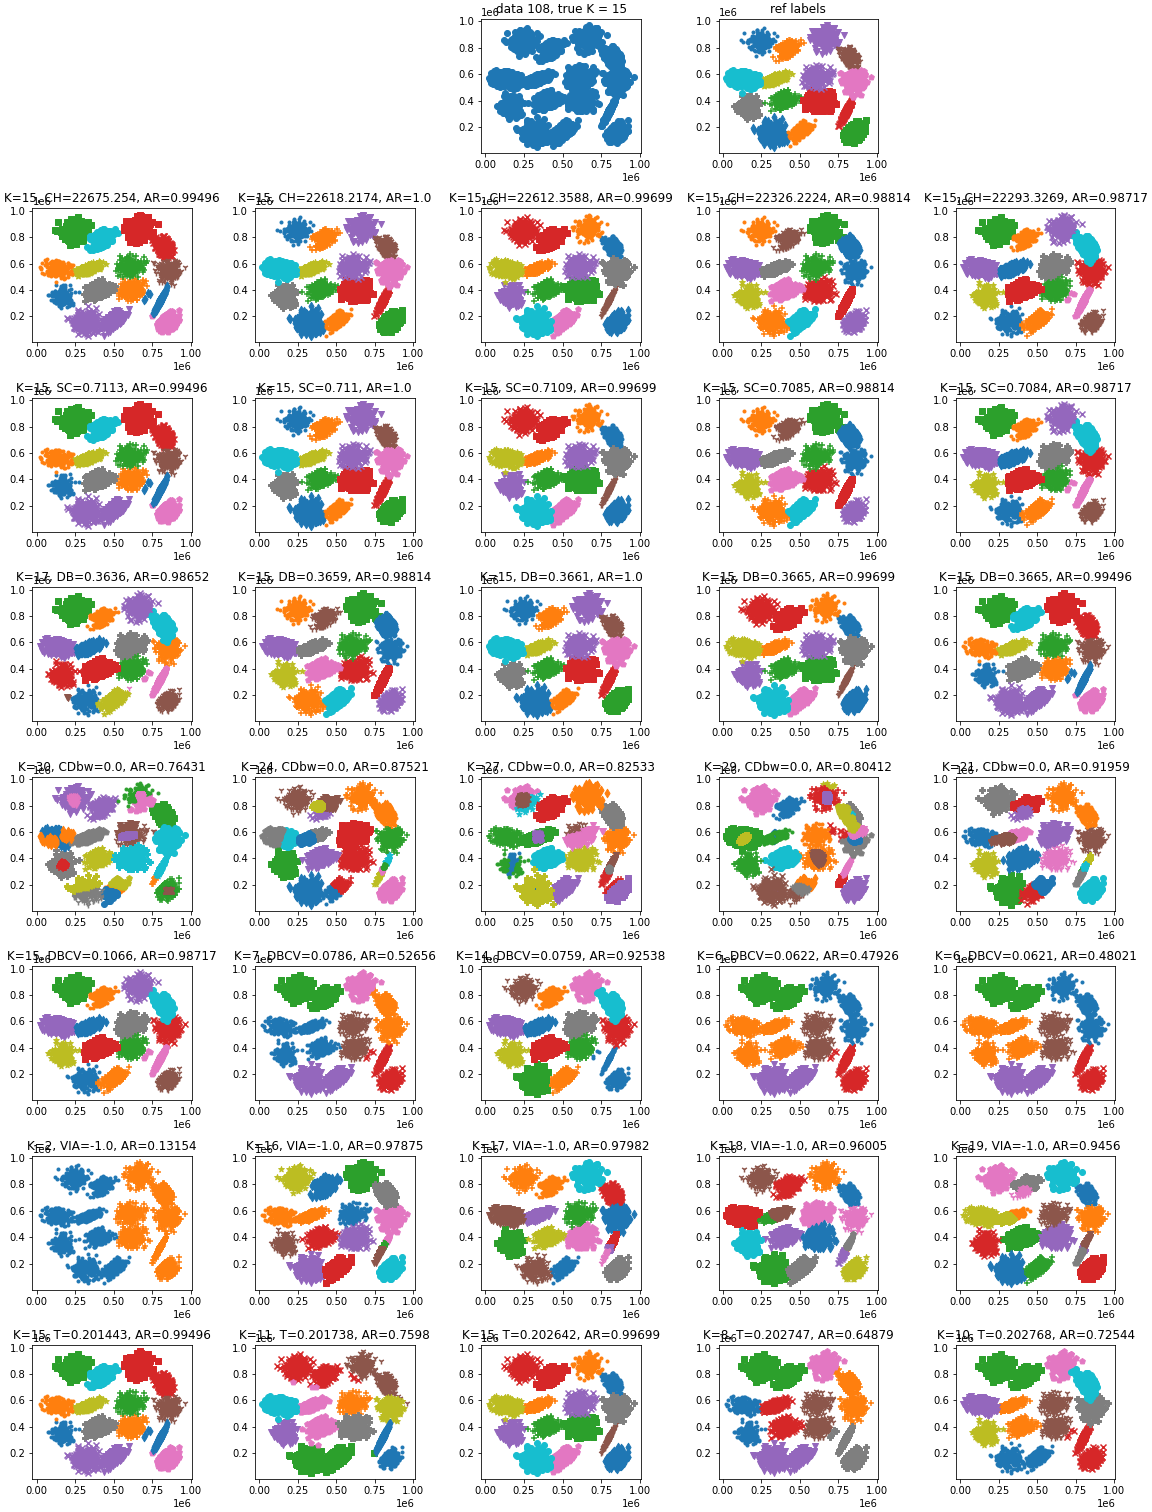 data 108, true K = 15
ref labels
K=15, CH=22675.254, AR=0.99496
K=15, CH=22618.2174, AR=1.0
K=15, CH=22612.3588, AR=0.99699
K=15, CH=22326.2224, AR=0.98814
K=15, CH=22293.3269, AR=0.98717
K=15, SC=0.7113, AR=0.99496
K=15, SC=0.711, AR=1.0
K=15, SC=0.7109, AR=0.99699
K=15, SC=0.7085, AR=0.98814
K=15, SC=0.7084, AR=0.98717
K=17, DB=0.3636, AR=0.98652
K=15, DB=0.3659, AR=0.98814
K=15, DB=0.3661, AR=1.0
K=15, DB=0.3665, AR=0.99699
K=15, DB=0.3665, AR=0.99496
K=30, CDbw=0.0, AR=0.76431
K=24, CDbw=0.0, AR=0.87521
K=27, CDbw=0.0, AR=0.82533
K=29, CDbw=0.0, AR=0.80412
K=21, CDbw=0.0, AR=0.91959
K=15, DBCV=0.1066, AR=0.98717
K=7, DBCV=0.0786, AR=0.52656
K=14, DBCV=0.0759, AR=0.92538
K=6, DBCV=0.0622, AR=0.47926
K=6, DBCV=0.0621, AR=0.48021
K=2, VIA=-1.0, AR=0.13154
K=16, VIA=-1.0, AR=0.97875
K=17, VIA=-1.0, AR=0.97982
K=18, VIA=-1.0, AR=0.96005
K=19, VIA=-1.0, AR=0.9456
K=15, T=0.201443, AR=0.99496
K=11, T=0.201738, AR=0.7598
K=15, T=0.202642, AR=0.99699
K=8, T=0.202747, AR=0.64879
K=10, T=0.202768, AR=0.72544